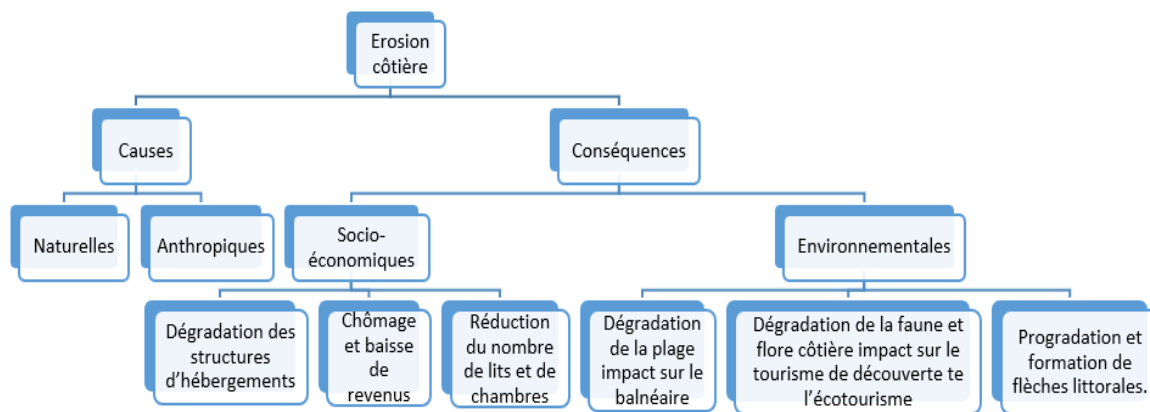 Erosion
côtière
Causes
Conséquences
Naturelles
Anthropiques
Socio-
économiques
Environnementales
Dégradation des
structures
d'hébergements
Chômage
et baisse
de
revenus
Réduction
du nombre
de lits et de
chambres
Dégradation
de la plage
impact sur le
balnéaire
Dégradation de la faune et
flore côtière impact sur le
tourisme de découverte te
l'écotourisme
Progradation et
formation de
flèches littorales.